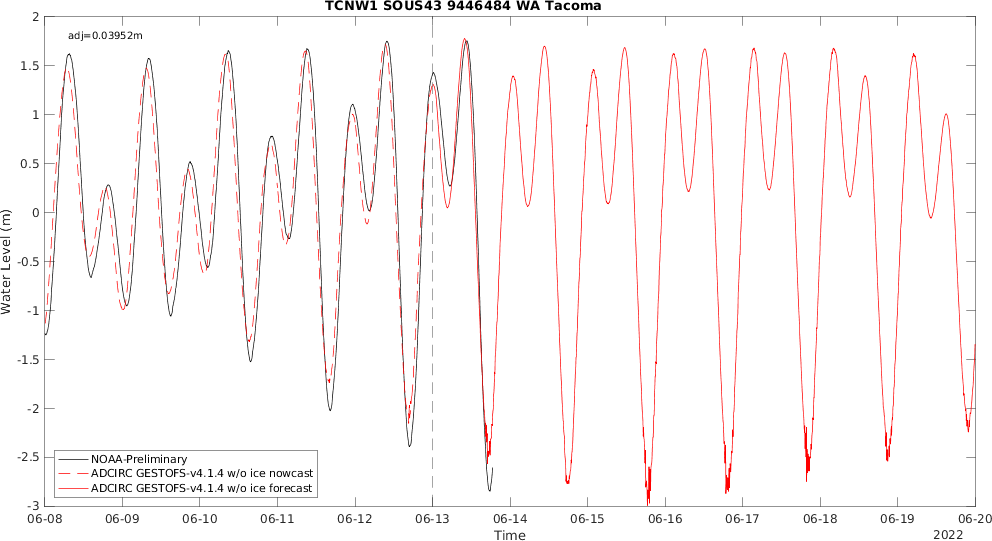 TCNW1 SOUS43 9446484 WA Tacoma
adj=0.03952m
Water Level (m)
2
1.5
1
0.5
0
-0.5
-1
-1.5
-2
-2.5
-3
NOAA-Preliminary
ADCIRC GESTOFS-v4.1.4 w/o ice nowcast
ADCIRC GESTOFS-v4.1.4 w/o ice forecast
06-08 06-09 06-10 06-11 06-12 06-13 06-14 06-15 06-16 06-17 06-18 06-19 06-20
Time
2022